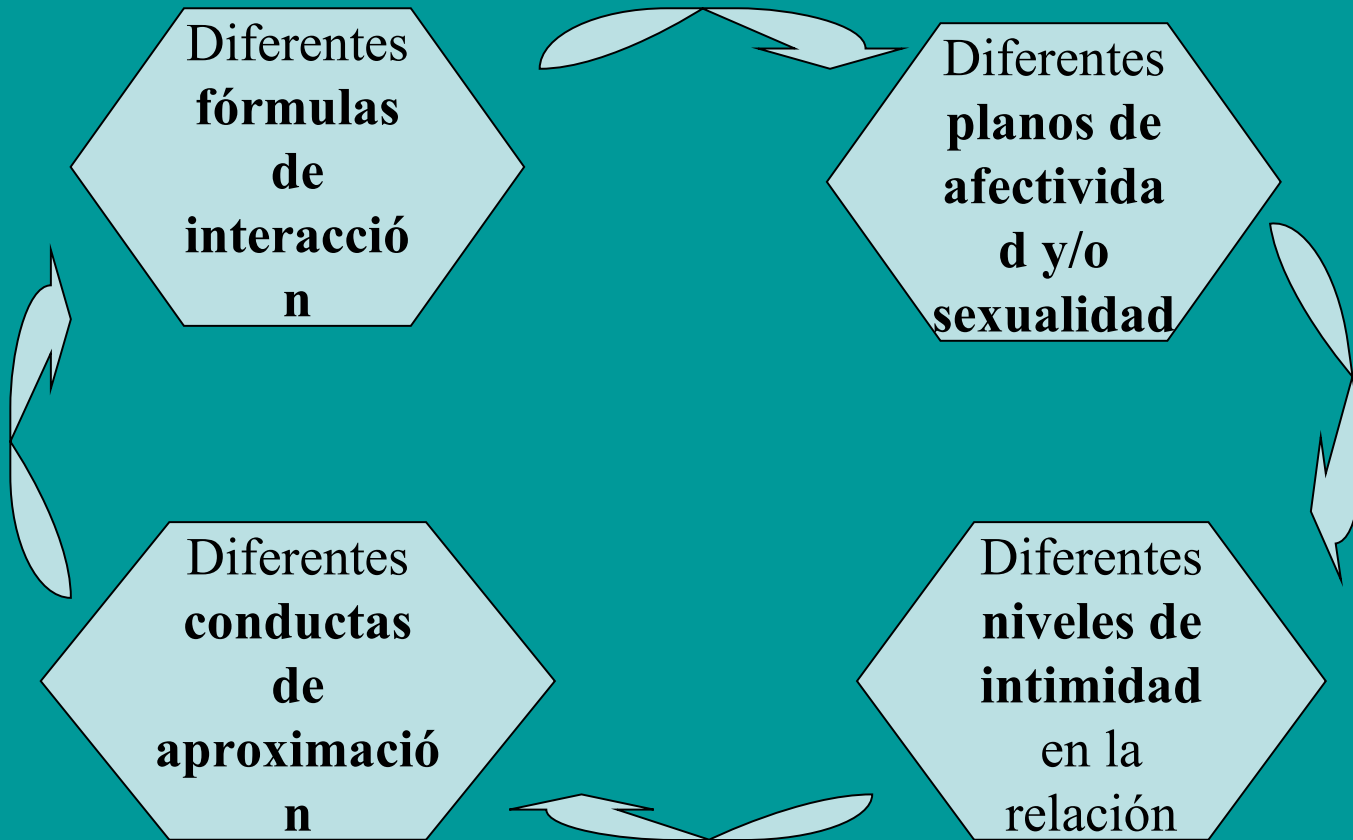 Diferentes
fórmulas
de
interacció
n
Diferentes
planos de
afectivida
d y/o
sexualidad
Diferentes
conductas
de
aproximació
n
Diferentes
niveles de
intimidad
en la
relación